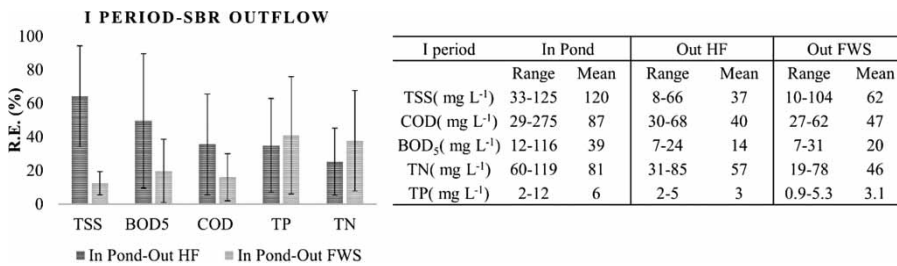 I PERIOD-SBR OUTFLOW
R.E. (%)
100
80
60
40
20
0
TSS BOD5 COD TP TN
In Pond-Out HF In Pond-Out FWS
I period In Pond Out HF Out FWS
Range Mean Range Mean Range Mean
TSS( mg L-1) 33-125 120 8-66 37 10-104 62
COD( mg L-1) 29-275 87 30-68 40 27-62 47
BOD5( mg L-1) 12-116 39 7-24 14 7-31 20
TN( mg L-1) 60-119 81 31-85 57 19-78 46
TP( mg L-1) 2-12 6 2-5 3 0.9-5.3 3.1